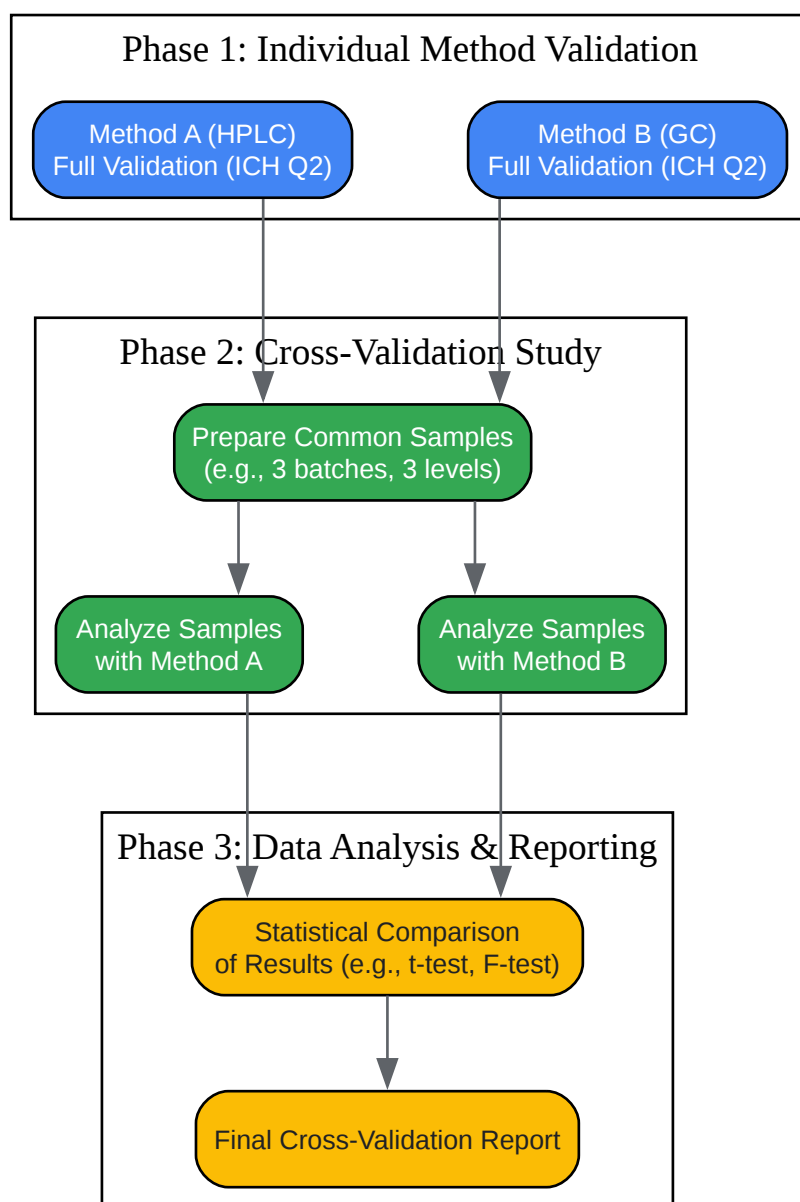 Phase 1: Individual Method Validation
Method A (HPLC)
Full Validation (ICH Q2)
Method B (GC)
Full Validation (ICH Q2)
Phase 2: Cross-Validation Study
Prepare Common Samples
(e.g., 3 batches, 3 levels)
Analyze Samples
with Method A
Analyze Samples
with Method B
Phase 3: Data Analysis & Reporting
Statistical Comparison
of Results (e.g., t-test, F-test)
Final Cross-Validation Report